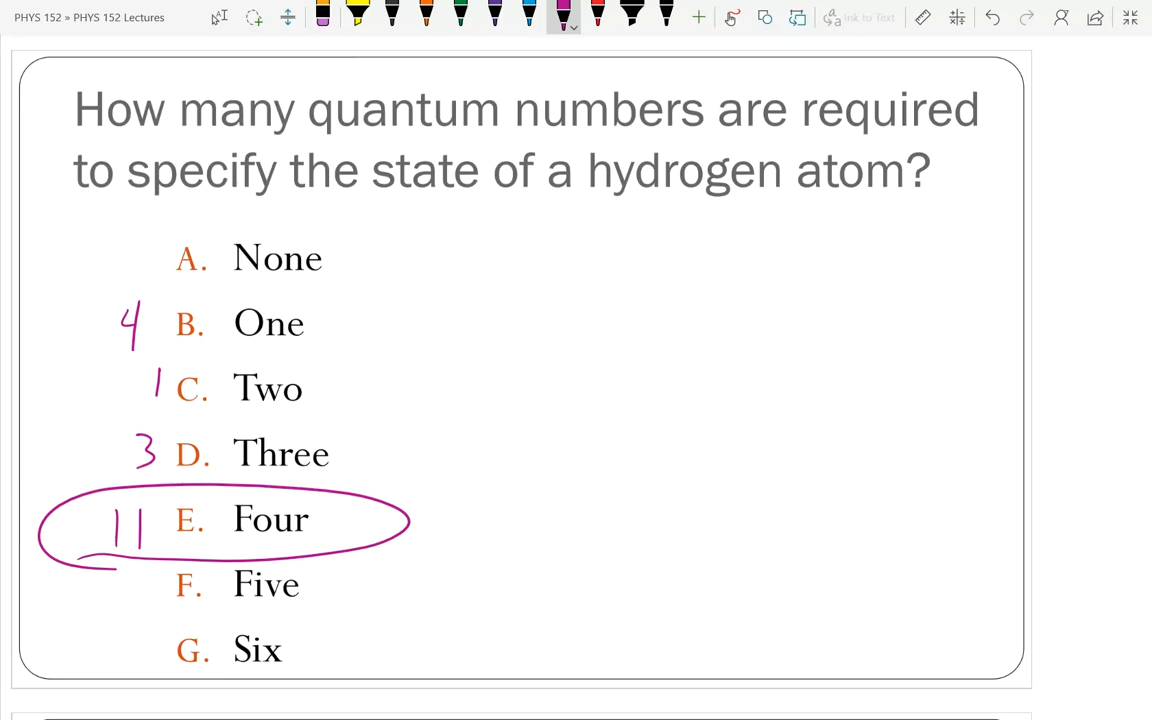 PHYS 152 » PHYS 152 Lectures
Ink to Text
How many quantum numbers are required
to specify the state of a hydrogen atom?
A. None
4 B. One
1 C. Two
3 D. Three
11 E. Four
F. Five
G. Six